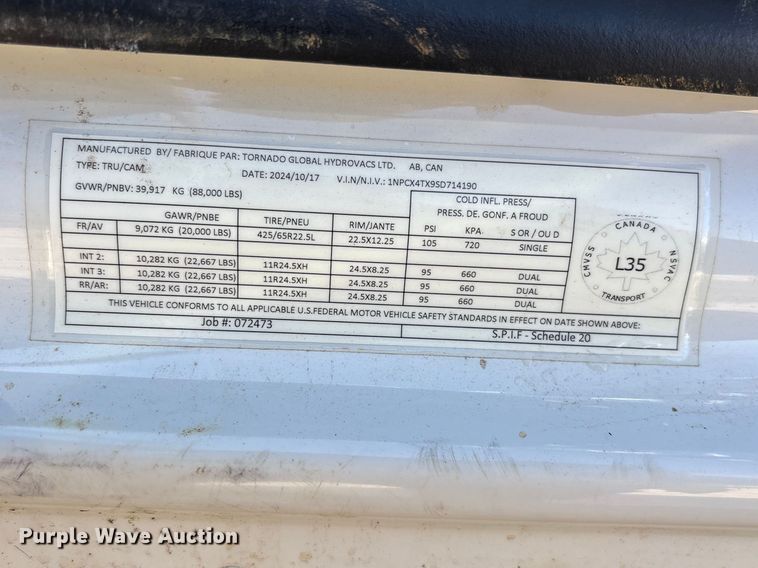 MANUFACTURED BY/ FABRIQUE PAR: TORNADO GLOBAL HYDROVACS LTD. AB, CAN
TYPE: TRU/CAM DATE: 2024/10/17 V.I.N/N.I.V.: 1NPCX4TX9SD714190
GVWR/PNBV: 39,917 KG (88,000 LBS)
COLD INFL. PRESS/
PRESS. DE. GONF. A FROUD
GAWR/PNBE TIRE/PNEU RIM/JANTE PSI KPA. S OR / OU D
FR/AV 9,072 KG (20,000 LBS) 425/65R22.5L 22.5X12.25 105 720 SINGLE
INT 2: 10,282 KG (22,667 LBS) 11R24.5XH 24.5X8.25 95 660 DUAL
INT 3: 10,282 KG (22,667 LBS) 11R24.5XH 24.5X8.25 95 660 DUAL
RR/AR: 10,282 KG (22,667 LBS) 11R24.5XH 24.5X8.25 95 660 DUAL
THIS VEHICLE CONFORMS TO ALL APPLICABLE U.S.FEDERAL MOTOR VEHICLE SAFETY STANDARDS IN EFFECT ON DATE SHOWN ABOVE:
Job #: 072473 S.P.I.F - Schedule 20
CANADA
CMVSS
L35
NSVAC
TRANSPORT
Purple Wave Auction